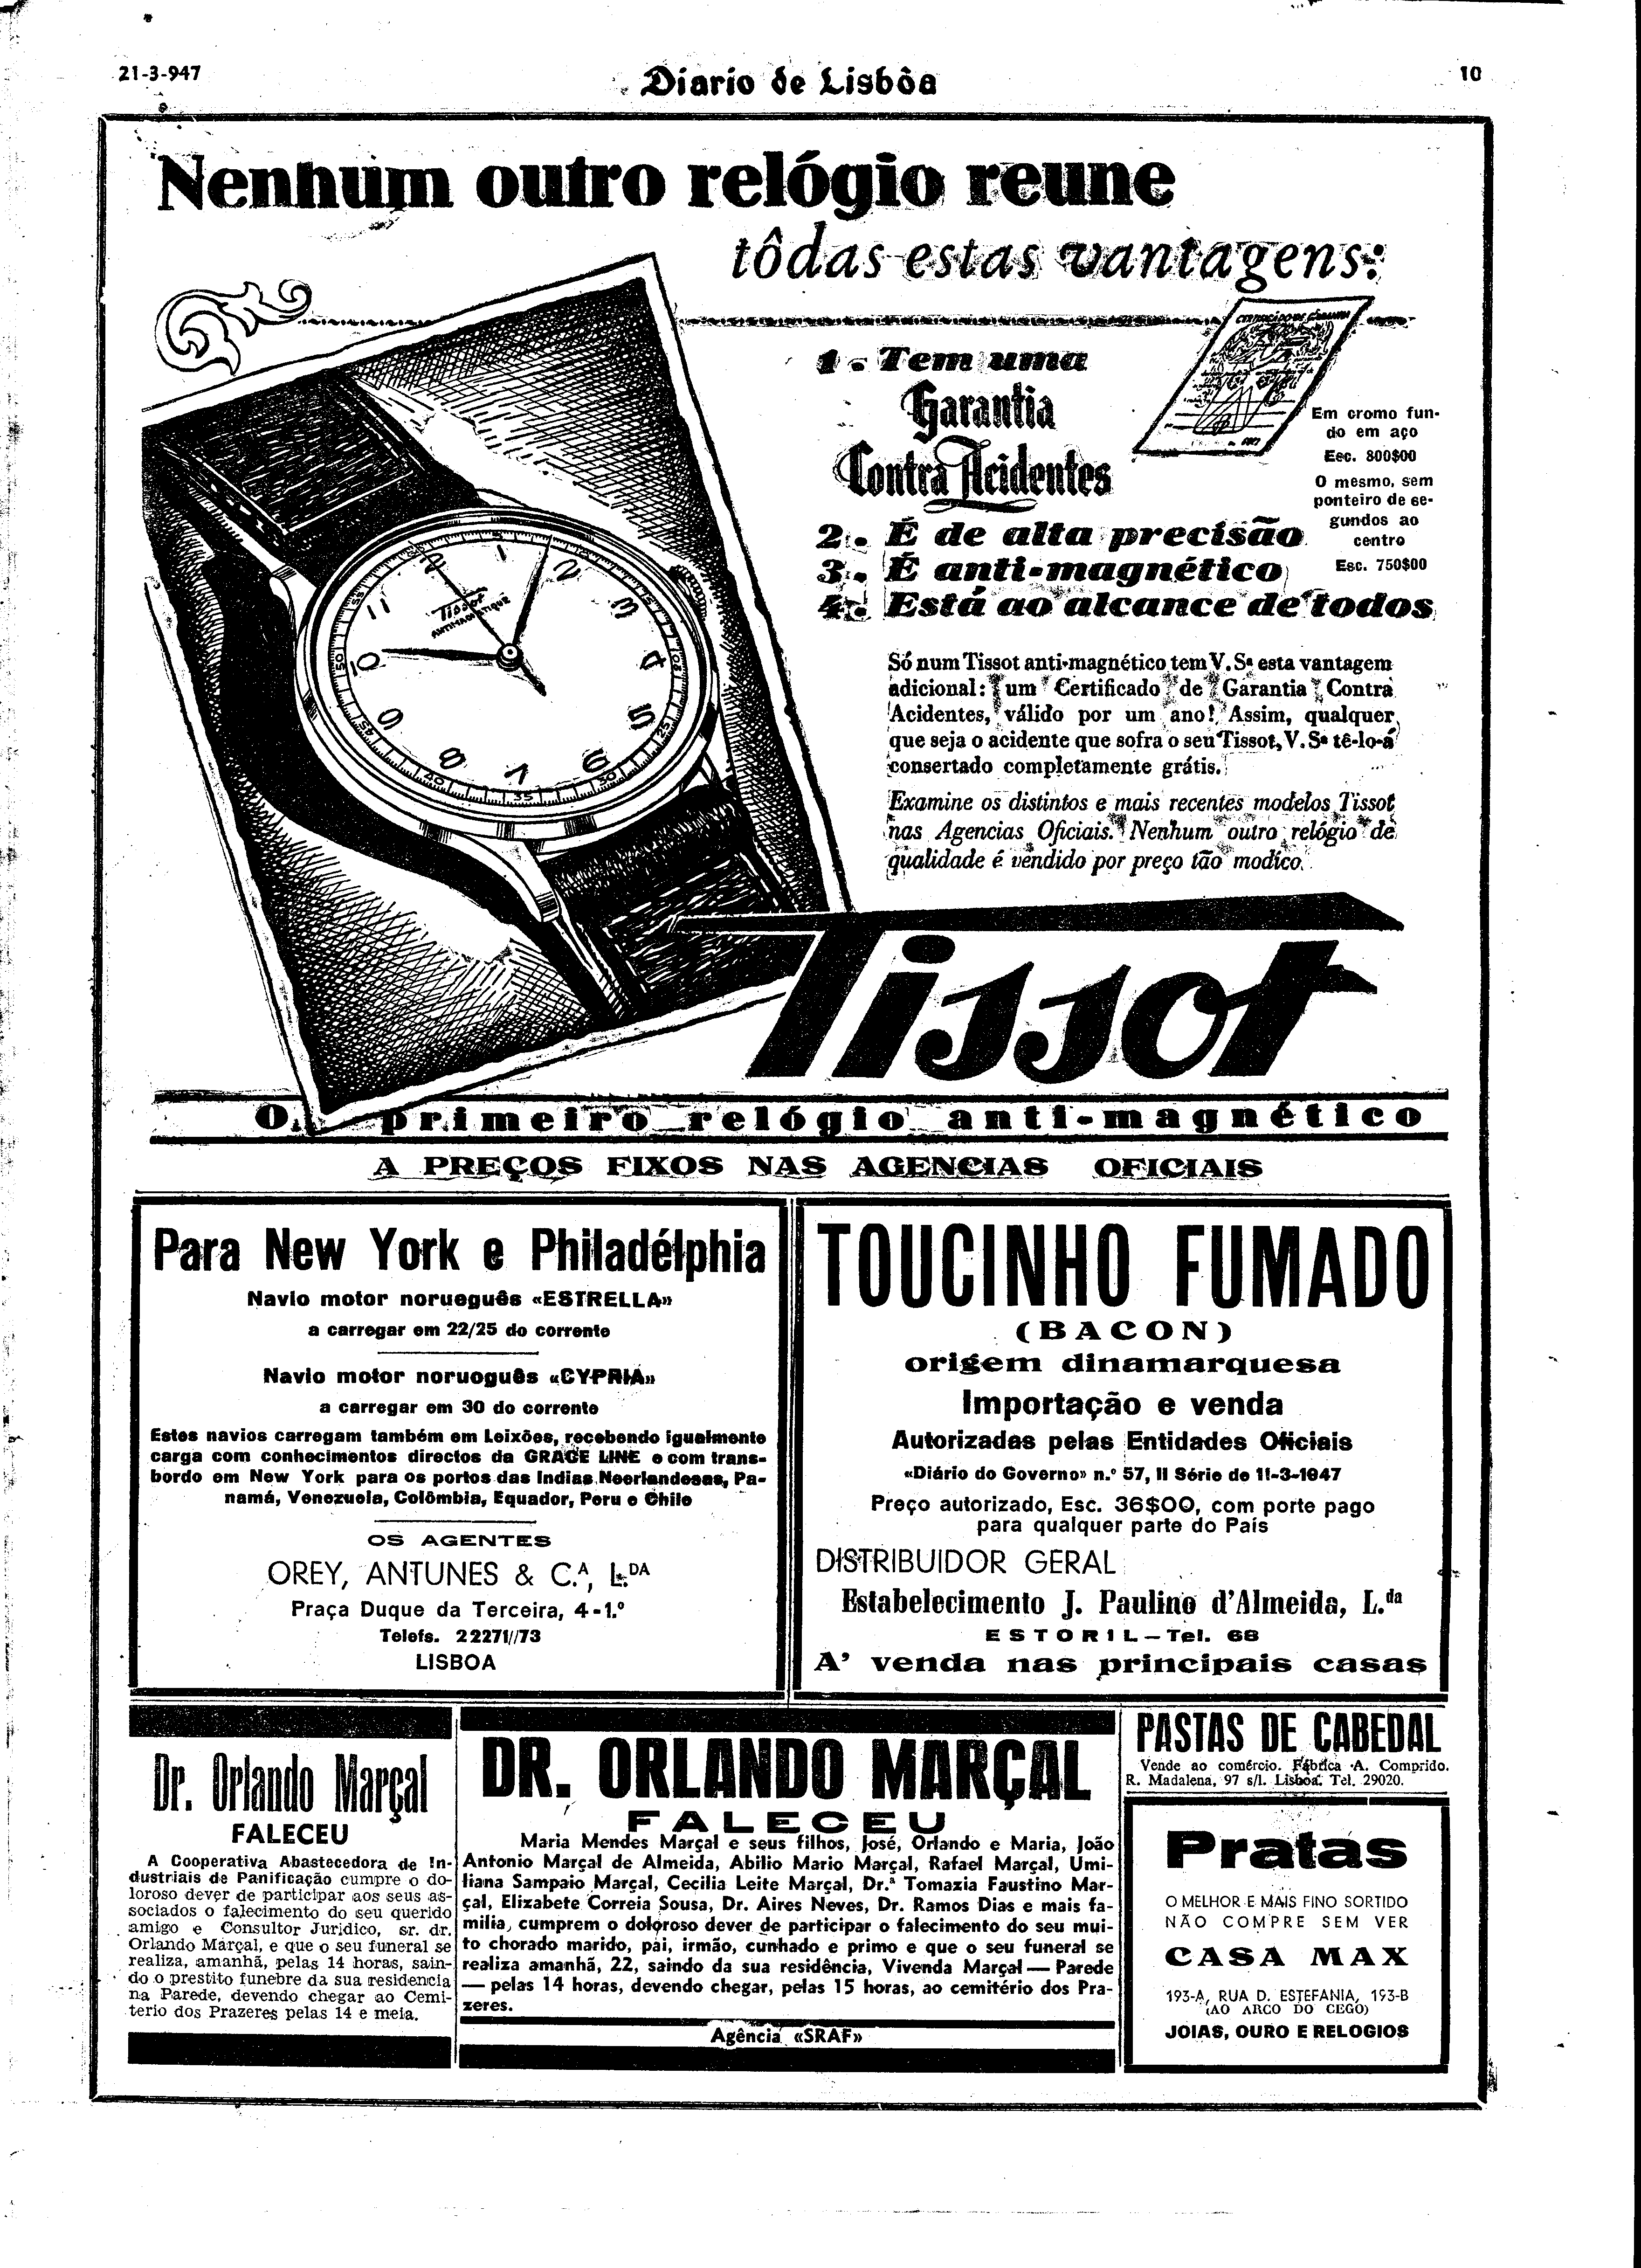 21-3-947
Diario de Lisbôa
10
Nenhum outro relógio reune
tôdas estas vantagens:
1. Tem uma
Garantia
Contra Acidentes
2. É de alta precisão
3. É anti-magnético
4. Está ao alcance de todos
Em cromo fun-
do em aço
Esc. 800$00
O mesmo, sem
ponteiro de se-
gundos ao
centro
Esc. 750$00
Só num Tissot anti-magnético tem V. Sª esta vantagem
adicional: um Certificado de Garantia Contra
Acidentes, válido por um ano! Assim, qualquer
que seja o acidente que sofra o seu Tissot, V. Sª tê-lo-á
consertado completamente grátis.
Examine os distintos e mais recentes modelos Tissot
nas Agencias Oficiais. Nenhum outro relógio de
qualidade é vendido por preço tão modico.
Tissot
O primeiro relógio anti-magnético
A PREÇOS FIXOS NAS AGENCIAS OFICIAIS
Para New York e Philadélphia
Navio motor norueguês «ESTRELLA»
a carregar em 22/25 do corrente
Navio motor noruoguês «CYPRIA»
a carregar em 30 do corrente
Estes navios carregam também em Leixões, recebendo igualmente
carga com conhecimentos directos da GRACE LINE e com trans-
bordo em New York para os portos das Indias Neerlandesas, Pa-
namá, Venezuela, Colômbia, Equador, Peru e Chile
OS AGENTES
OREY, ANTUNES & C.A, L.DA
Praça Duque da Terceira, 4-1.º
Telefs. 22271//73
LISBOA
TOUCINHO FUMADO
(BACON)
origem dinamarquesa
Importação e venda
Autorizadas pelas Entidades Oficiais
«Diário do Governo» n.º 57, II Série de 11-3-1947
Preço autorizado, Esc. 36$00, com porte pago
para qualquer parte do País
DISTRIBUIDOR GERAL
Estabelecimento J. Paulino d'Almeida, L.da
ESTORIL—Tel. 68
A' venda nas principais casas
Dr. Orlando Marçal
FALECEU
A Cooperativa Abastecedora de In-
dustriais de Panificação cumpre o do-
loroso dever de participar aos seus as-
sociados o falecimento do seu querido
amigo e Consultor Juridico, sr. dr.
Orlando Marçal, e que o seu funeral se
realiza, amanhã, pelas 14 horas, sain-
do o prestito funebre da sua residencia
na Parede, devendo chegar ao Cemi-
terio dos Prazeres pelas 14 e meia.
DR. ORLANDO MARÇAL
FALECEU
Maria Mendes Marçal e seus filhos, José, Orlando e Maria, João
Antonio Marçal de Almeida, Abilio Mario Marçal, Rafael Marçal, Umi-
liana Sampaio Marçal, Cecilia Leite Marçal, Dr.ª Tomazia Faustino Mar-
çal, Elizabete Correia Sousa, Dr. Aires Neves, Dr. Ramos Dias e mais fa-
milia, cumprem o doloroso dever de participar o falecimento do seu mui-
to chorado marido, pai, irmão, cunhado e primo e que o seu funeral se
realiza amanhã, 22, saindo da sua residência, Vivenda Marçal — Parede
— pelas 14 horas, devendo chegar, pelas 15 horas, ao cemitério dos Pra-
zeres.
Agência «SRAF»
PASTAS DE CABEDAL
Vende ao comércio. Fábrica A. Comprido.
R. Madalena, 97 s/l. Lisboa. Tel. 29020.
Pratas
O MELHOR E MAIS FINO SORTIDO
NÃO COMPRE SEM VER
CASA MAX
193-A, RUA D. ESTEFANIA, 193-B
(AO ARCO DO CEGO)
JOIAS, OURO E RELOGIOS